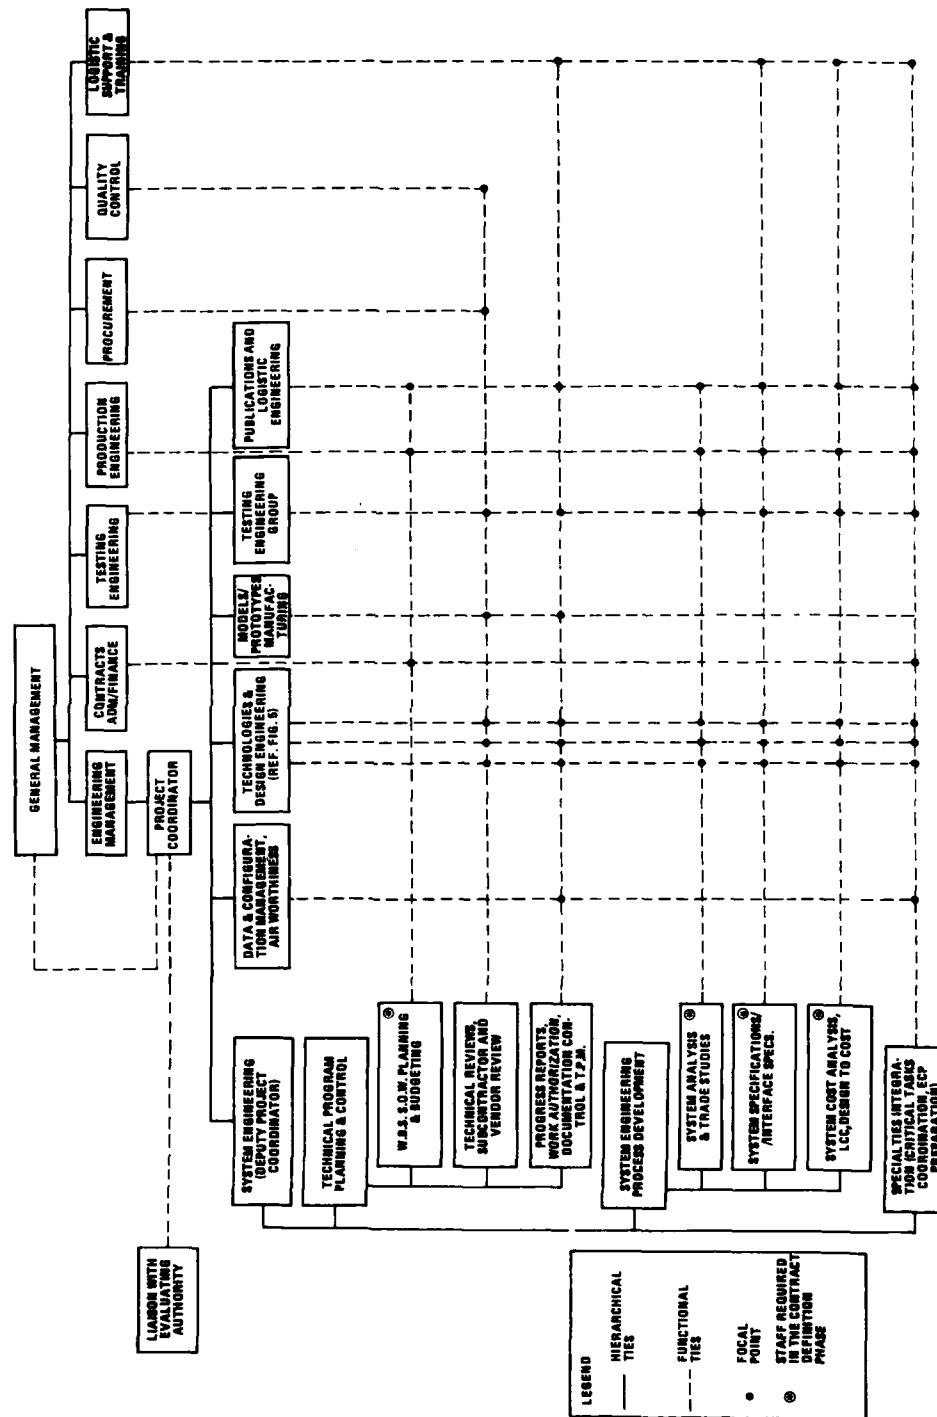 GENERAL MANAGEMENT
ENGINEERING
MANAGEMENT
CONTRACTS
ADM/FINANCE
TESTING
ENGINEERING
PRODUCTION
ENGINEERING
PROCUREMENT
QUALITY
CONTROL
LOGISTIC
SUPPORT &
TRAINING
PROJECT
COORDINATOR
LIAISON WITH
EVALUATING
AUTHORITY
SYSTEM ENGINEERING
(DEPUTY PROJECT
COORDINATOR)
DATA & CONFIGURA-
TION MANAGEMENT,
AIR WORTHINESS
TECHNOLOGIES &
DESIGN ENGINEERING
(REF. FIG. 5)
MODELS/
PROTOTYPES
MANUFAC-
TURING
TESTING
ENGINEERING
GROUP
PUBLICATIONS AND
LOGISTIC
ENGINEERING
TECHNICAL PROGRAM
PLANNING & CONTROL
W.B.S. S.O.W. PLANNING
& BUDGETING
TECHNICAL REVIEWS,
SUBCONTRACTOR AND
VENDOR REVIEW
PROGRESS REPORTS,
WORK AUTHORIZATION,
DOCUMENTATION CON-
TROL & T.P.M.
SYSTEM ENGINEERING
PROCESS DEVELOPMENT
SYSTEM ANALYSIS
& TRADE STUDIES
SYSTEM SPECIFICATIONS/
/INTERFACE SPECS.
SYSTEM COST ANALYSIS,
LCC, DESIGN TO COST
SPECIALTIES INTEGRA-
TION (CRITICAL TASKS
COORDINATION, ECP
PREPARATION)
LEGEND
HIERARCHICAL
TIES
FUNCTIONAL
TIES
FOCAL
POINT
STAFF REQUIRED
IN THE CONTRACT
DEFINITION
PHASE